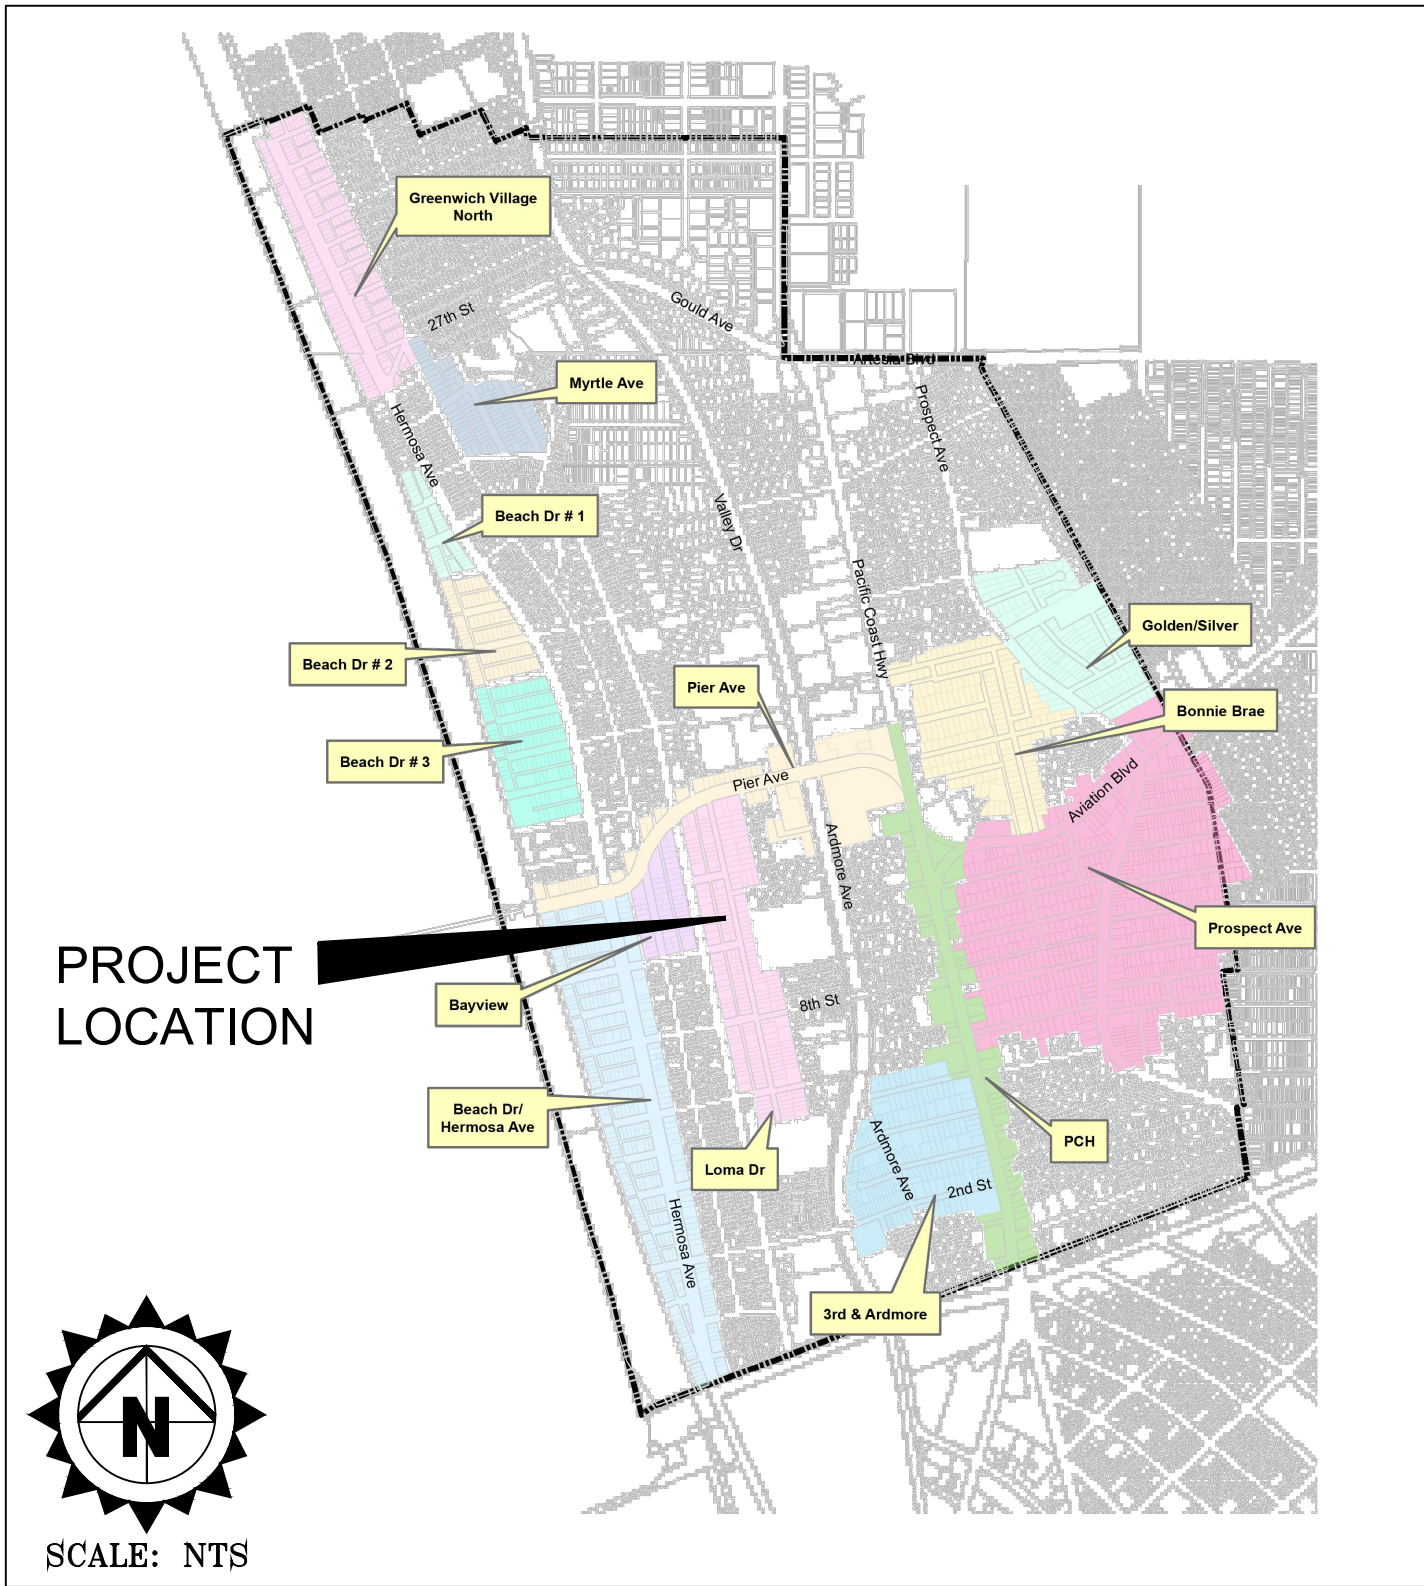 Greenwich Village
North
27th St
Gould Ave
Artesia Blvd
Myrtle Ave
Prospect Ave
Hermosa Ave
Beach Dr # 1
Valley Dr
Pacific Coast Hwy
Golden/Silver
Beach Dr # 2
Pier Ave
Bonnie Brae
Beach Dr # 3
Pier Ave
Aviation Blvd
Ardmore Ave
Prospect Ave
PROJECT
LOCATION
Bayview
8th St
Beach Dr/
Hermosa Ave
PCH
Ardmore Ave
Loma Dr
2nd St
Hermosa Ave
3rd & Ardmore
N
SCALE: NTS